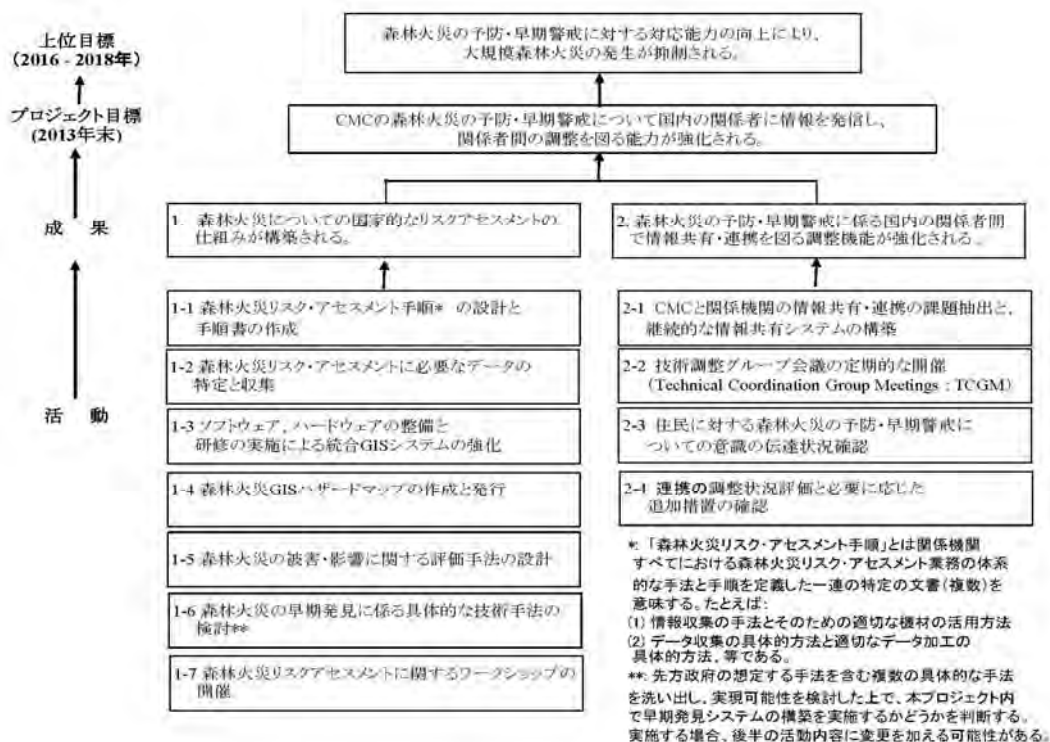 上位目標
(2016 - 2018年)
森林火災の予防・早期警戒に対する対応能力の向上により、
大規模森林火災の発生が抑制される。
プロジェクト目標
(2013年末)
CMCの森林火災の予防・早期警戒について国内の関係者に情報を発信し、
関係者間の調整を図る能力が強化される。
成 果
1. 森林火災についての国家的なリスクアセスメントの
仕組みが構築される。
2. 森林火災の予防・早期警戒に係る国内の関係者間
で情報共有・連携を図る調整機能が強化される。
活 動
1-1 森林火災リスク・アセスメント手順* の設計と
手順書の作成
1-2 森林火災リスク・アセスメントに必要なデータの
特定と収集
1-3 ソフトウェア、ハードウェアの整備と
研修の実施による統合GISシステムの強化
1-4 森林火災GISハザードマップの作成と発行
1-5 森林火災の被害・影響に関する評価手法の設計
1-6 森林火災の早期発見に係る具体的な技術手法の
検討**
1-7 森林火災リスクアセスメントに関するワークショップの
開催
2-1 CMCと関係機関の情報共有・連携の課題抽出と、
継続的な情報共有システムの構築
2-2 技術調整グループ会議の定期的な開催
(Technical Coordination Group Meetings : TCGM)
2-3 住民に対する森林火災の予防・早期警戒に
ついての意識の伝達状況確認
2-4 連携の調整状況評価と必要に応じた
追加措置の確認
*: 「森林火災リスク・アセスメント手順」とは関係機関
すべてにおける森林火災リスク・アセスメント業務の体系
的な手法と手順を定義した一連の特定の文書(複数)を
意味する。たとえば:
(1) 情報収集の手法とそのための適切な機材の活用方法
(2) データ収集の具体的方法と適切なデータ加工の
具体的方法、等である。
**: 先方政府の想定する手法を含む複数の具体的な手法
を洗い出し、実現可能性を検討した上で、本プロジェクト内
で早期発見システムの構築を実施するかどうかを判断する。
実施する場合、後半の活動内容に変更を加える可能性がある。